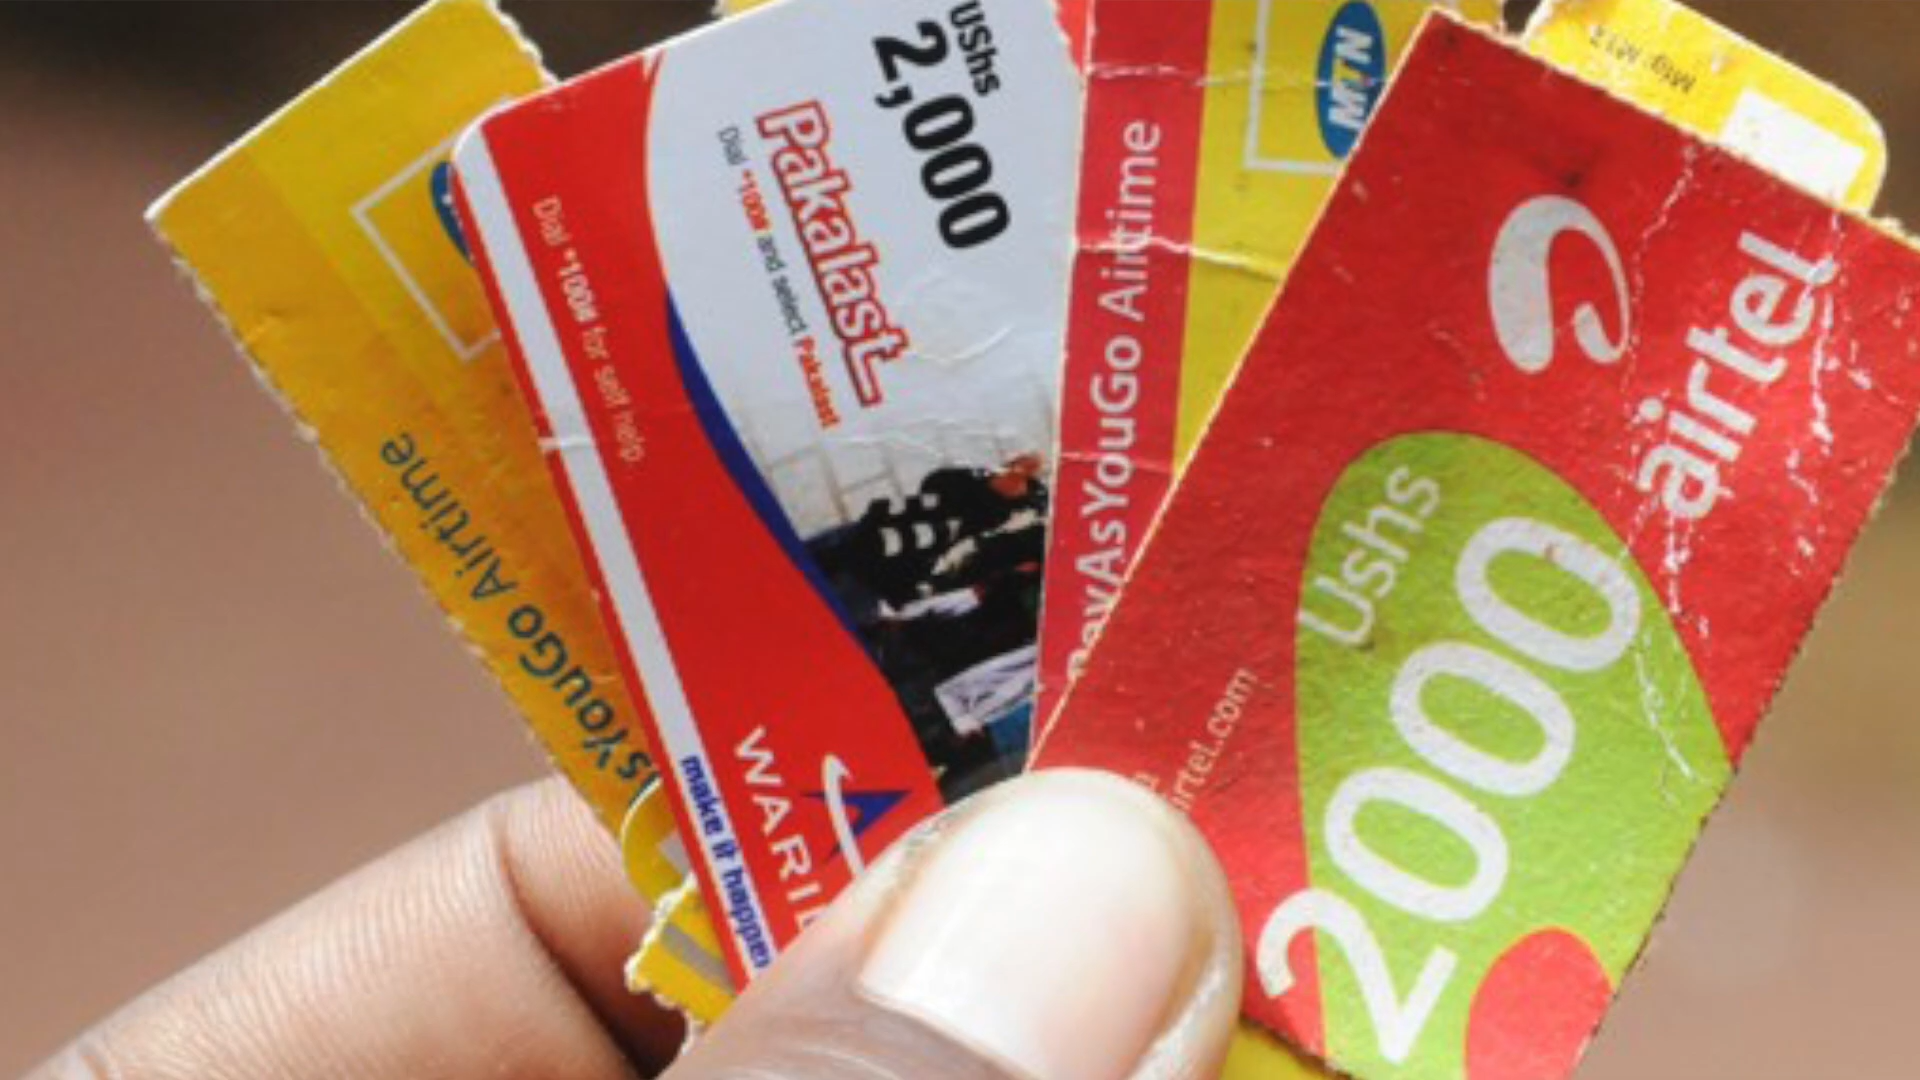 UShs
2,000
Pakalast
Dial *100# and select Pakalast
Dial *100# for self help.
WARID
make it happen
sYouGo Airtime
PayAsYouGo Airtime
MTN
airtel
Ushs
2000
irtel.com